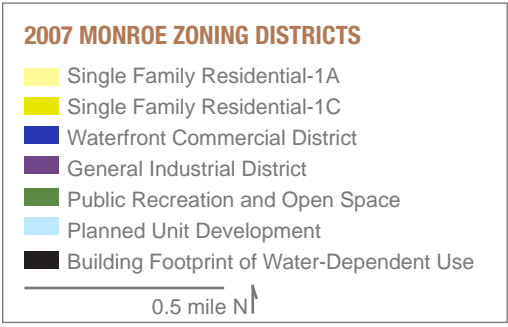 2007 MONROE ZONING DISTRICTS
Single Family Residential-1A
Single Family Residential-1C
Waterfront Commercial District
General Industrial District
Public Recreation and Open Space
Planned Unit Development
Building Footprint of Water-Dependent Use
0.5 mile N